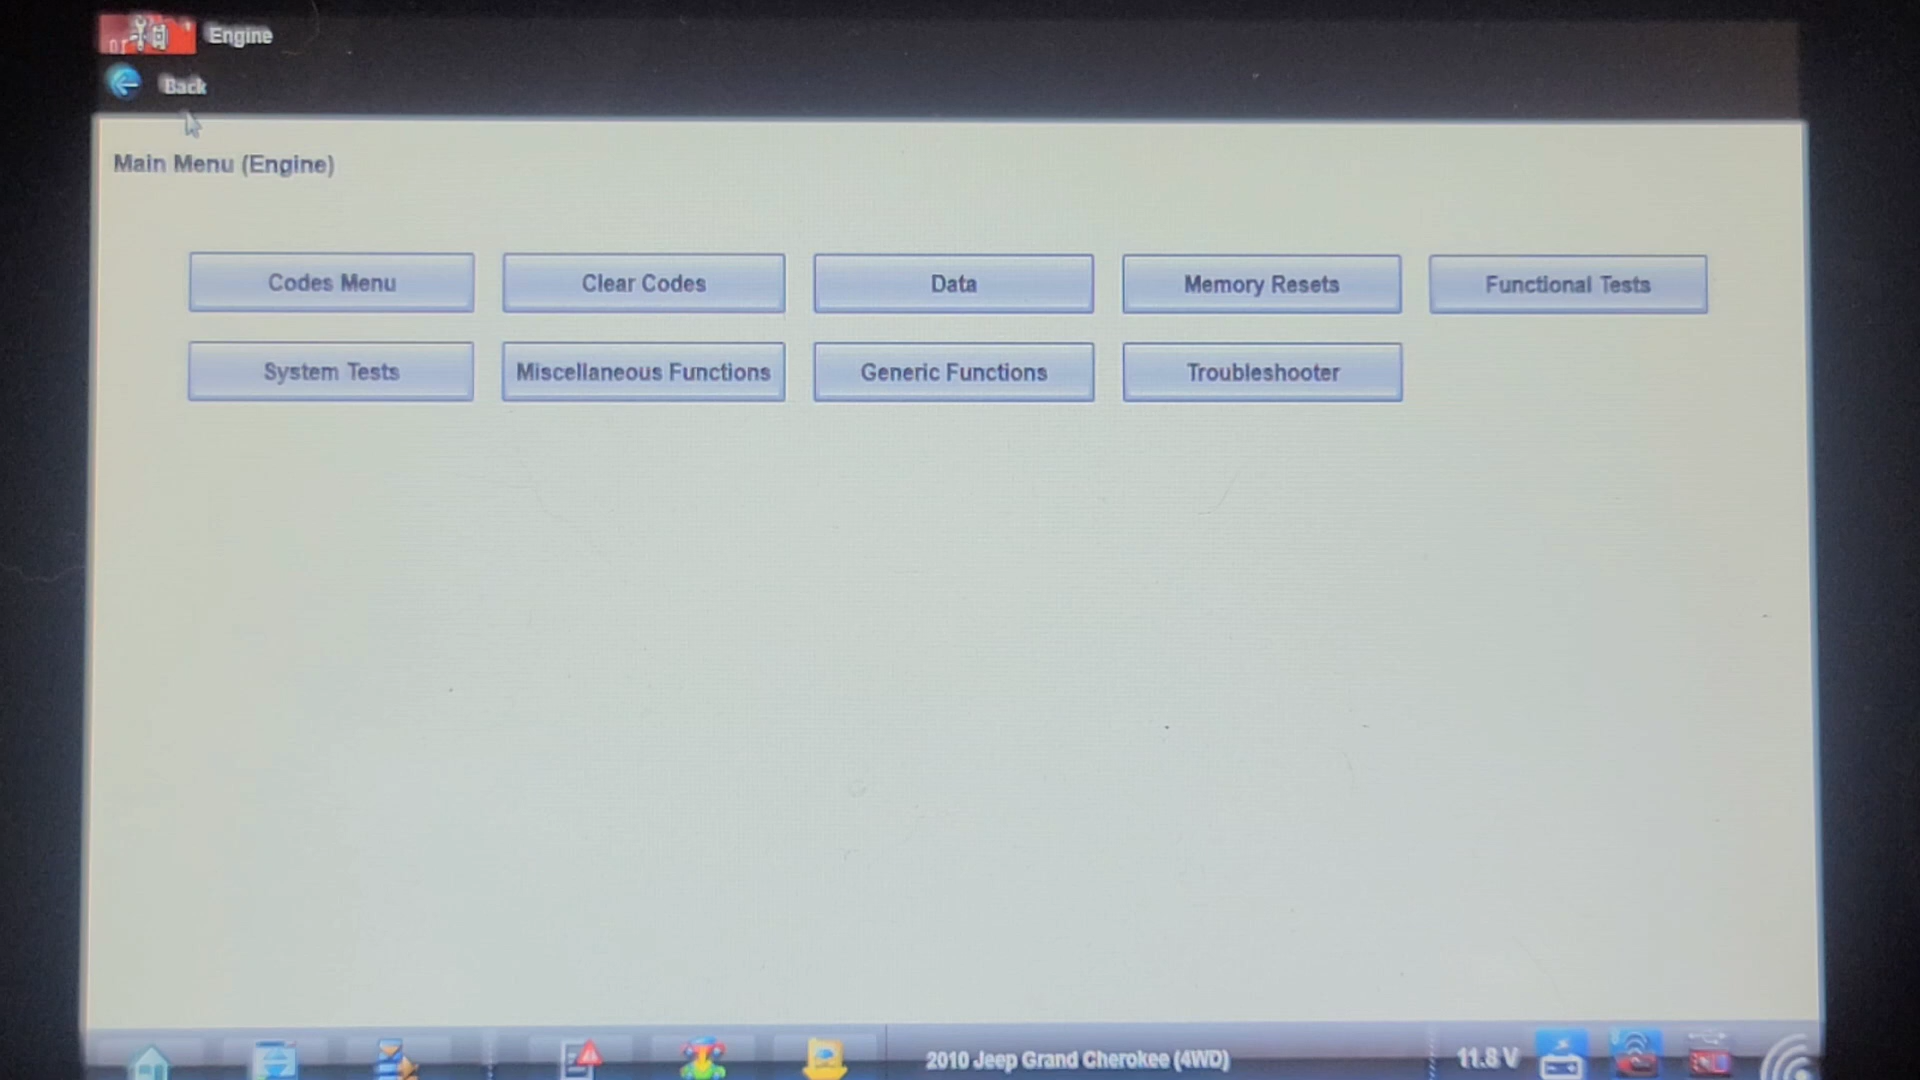 Engine
Back
Main Menu (Engine)
Codes Menu
Clear Codes
Data
Memory Resets
Functional Tests
System Tests
Miscellaneous Functions
Generic Functions
Troubleshooter
2010 Jeep Grand Cherokee (4WD)
11.8 V